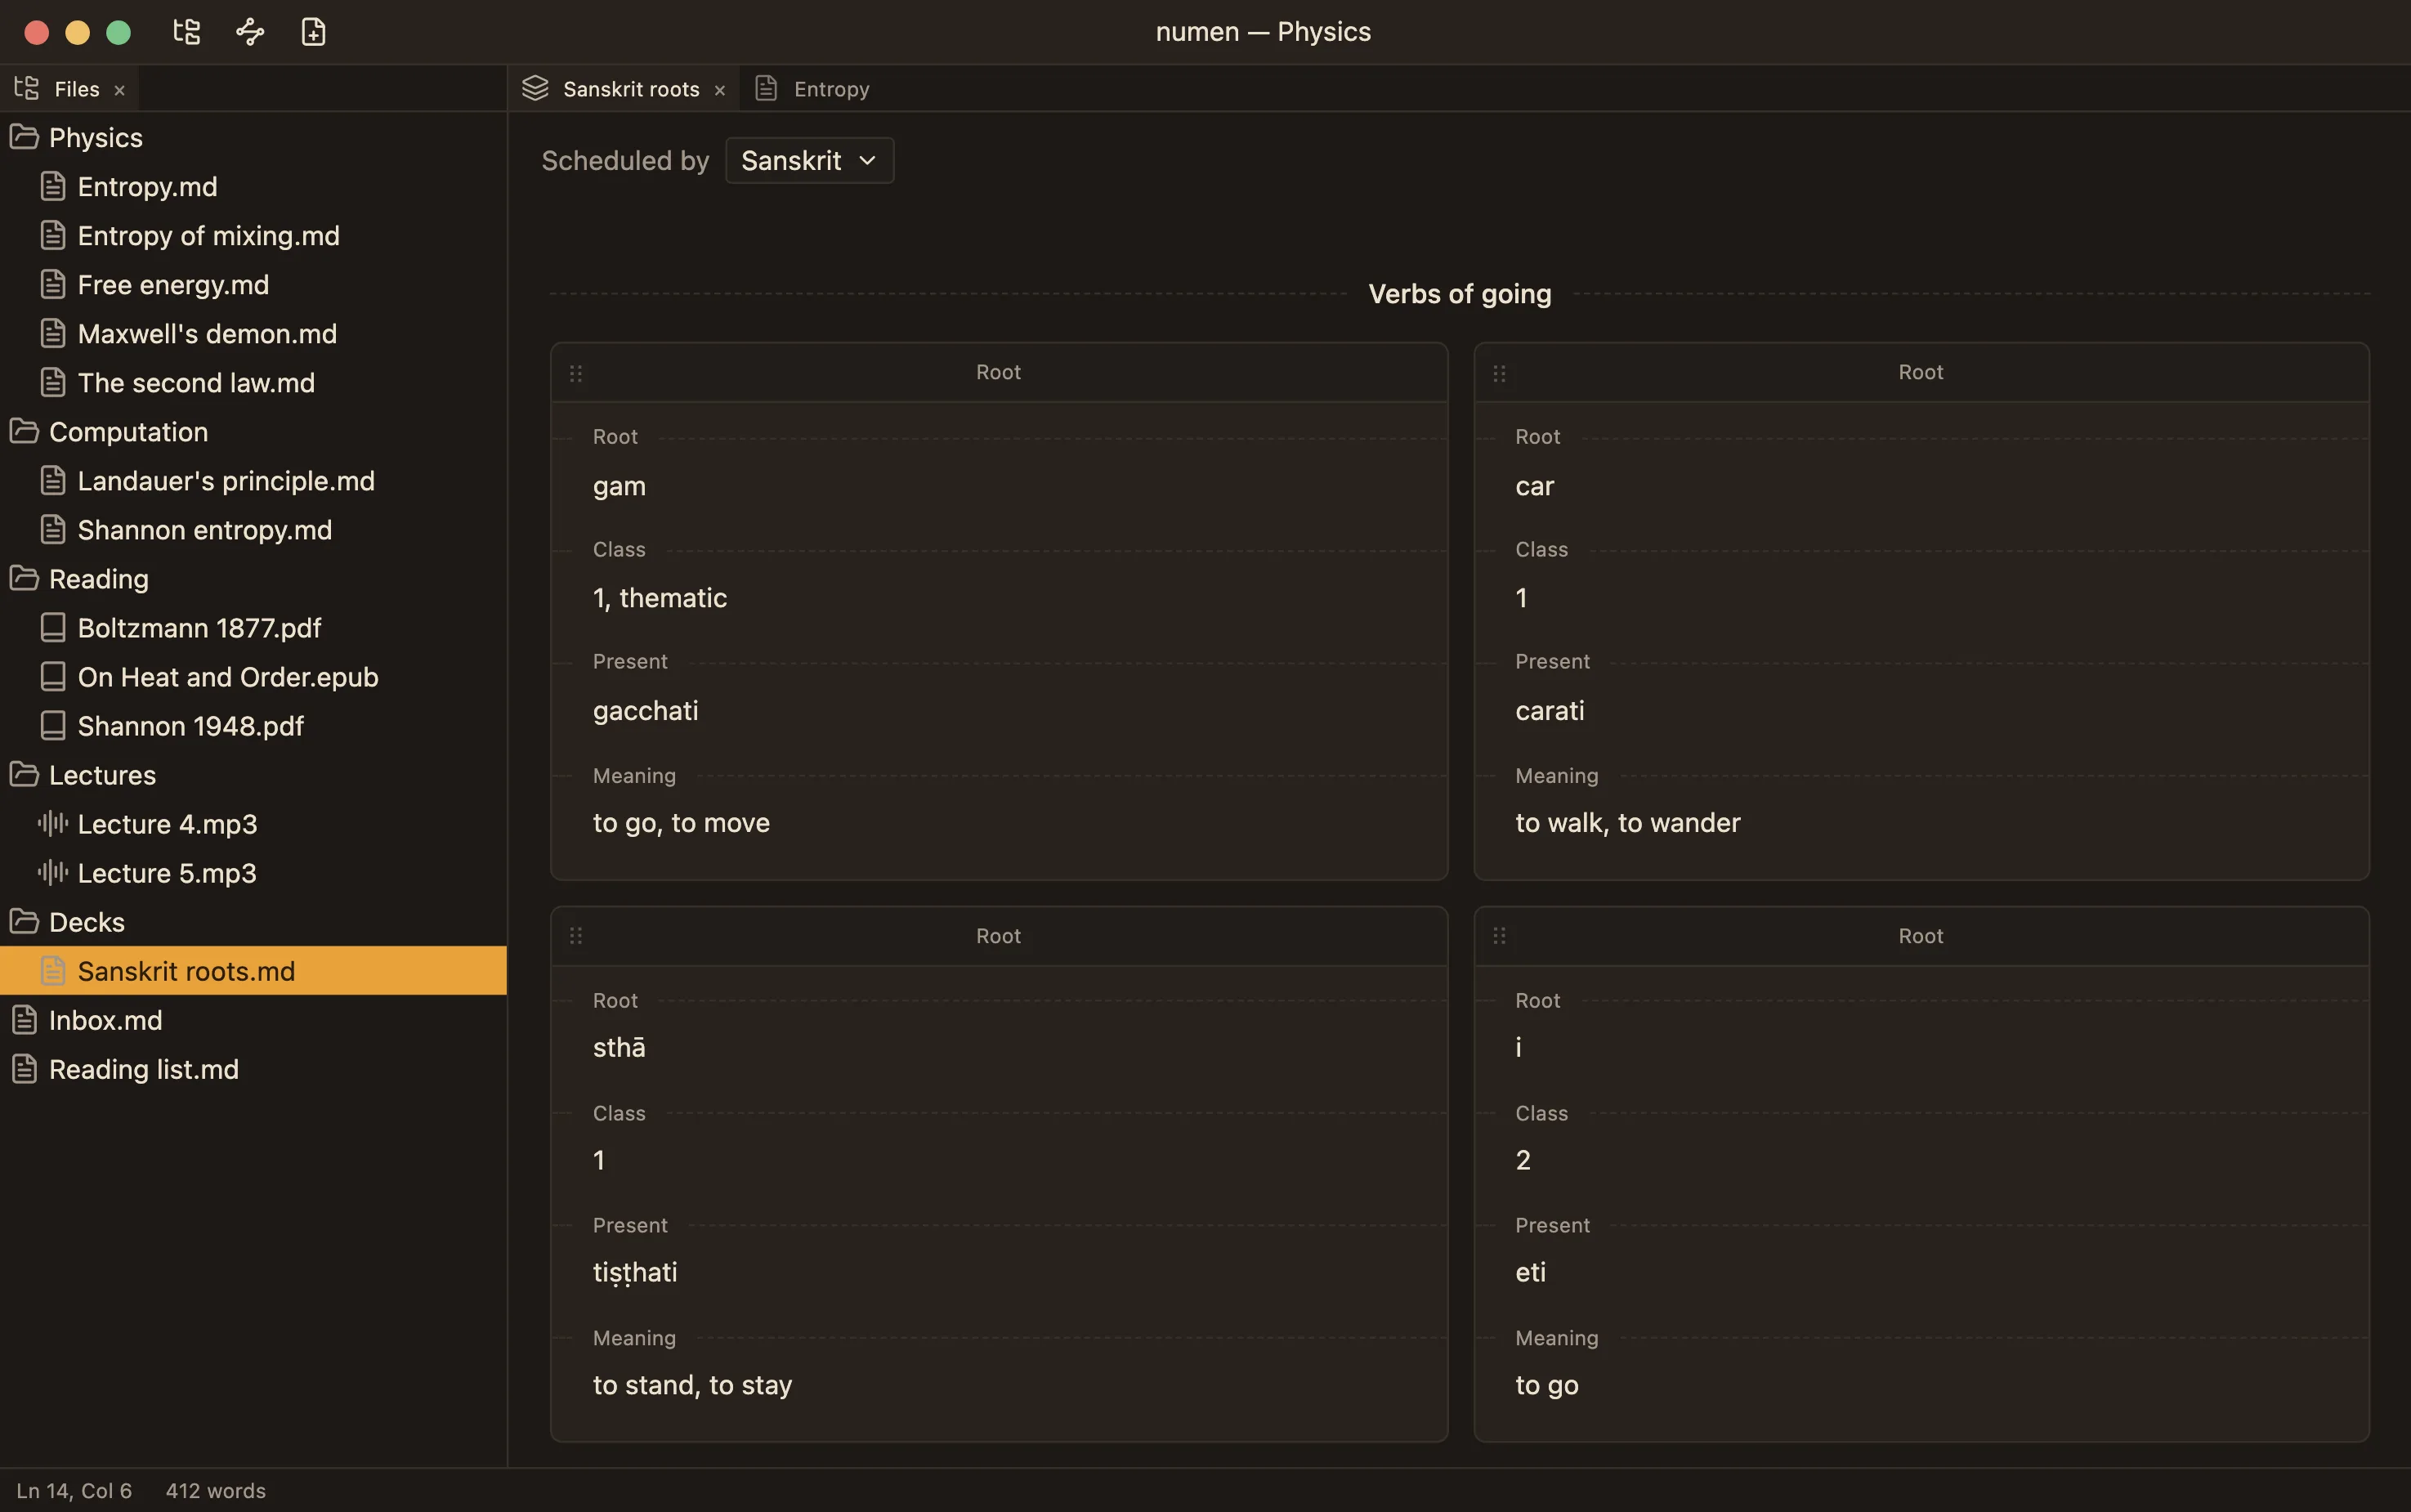 numen — Physics
Files
Sanskrit roots
Entropy
Physics
Entropy.md
Entropy of mixing.md
Free energy.md
Maxwell's demon.md
The second law.md
Computation
Landauer's principle.md
Shannon entropy.md
Reading
Boltzmann 1877.pdf
On Heat and Order.epub
Shannon 1948.pdf
Lectures
Lecture 4.mp3
Lecture 5.mp3
Decks
Sanskrit roots.md
Inbox.md
Reading list.md
Scheduled by Sanskrit
Verbs of going
Root
Root
gam
Class
1, thematic
Present
gacchati
Meaning
to go, to move
Root
Root
car
Class
1
Present
carati
Meaning
to walk, to wander
Root
Root
sthā
Class
1
Present
tiṣṭhati
Meaning
to stand, to stay
Root
Root
i
Class
2
Present
eti
Meaning
to go
Ln 14, Col 6 412 words